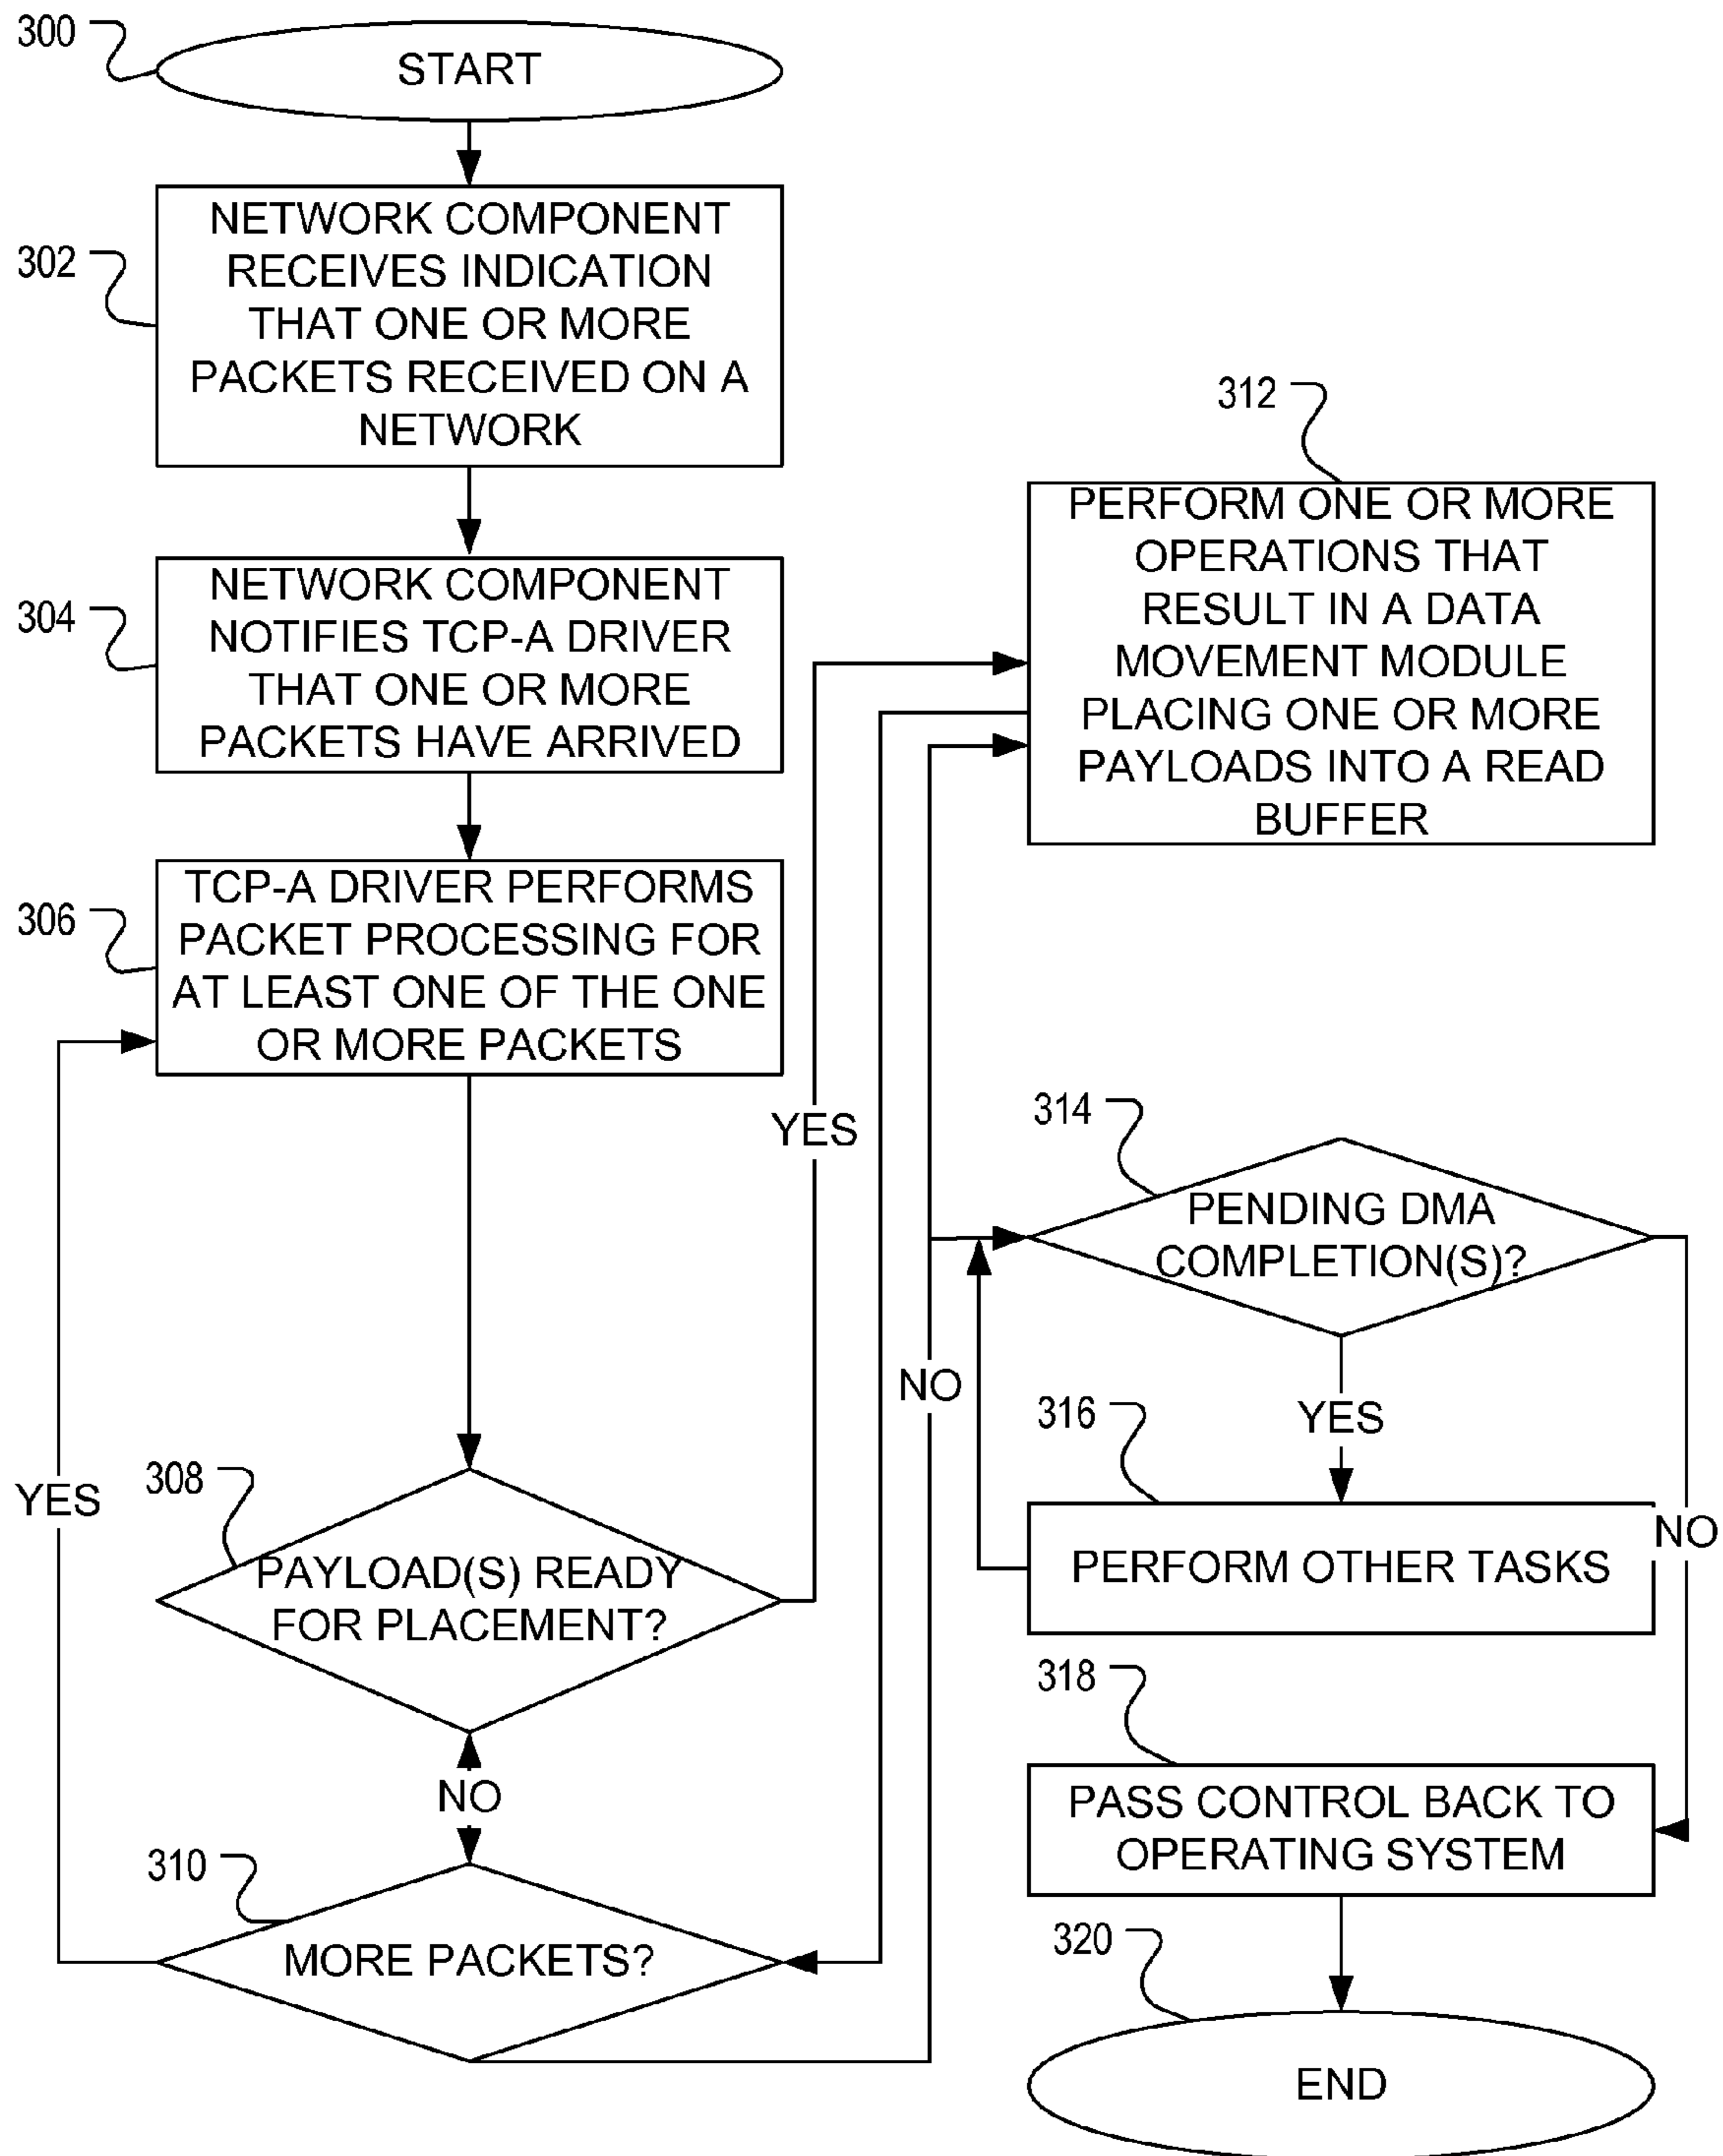 300
START
302
NETWORK COMPONENT
RECEIVES INDICATION
THAT ONE OR MORE
PACKETS RECEIVED ON A
NETWORK
304
NETWORK COMPONENT
NOTIFIES TCP-A DRIVER
THAT ONE OR MORE
PACKETS HAVE ARRIVED
306
TCP-A DRIVER PERFORMS
PACKET PROCESSING FOR
AT LEAST ONE OF THE ONE
OR MORE PACKETS
YES
308
PAYLOAD(S) READY
FOR PLACEMENT?
YES
NO
310
MORE PACKETS?
NO
312
PERFORM ONE OR MORE
OPERATIONS THAT
RESULT IN A DATA
MOVEMENT MODULE
PLACING ONE OR MORE
PAYLOADS INTO A READ
BUFFER
314
PENDING DMA
COMPLETION(S)?
YES
NO
316
PERFORM OTHER TASKS
318
PASS CONTROL BACK TO
OPERATING SYSTEM
320
END